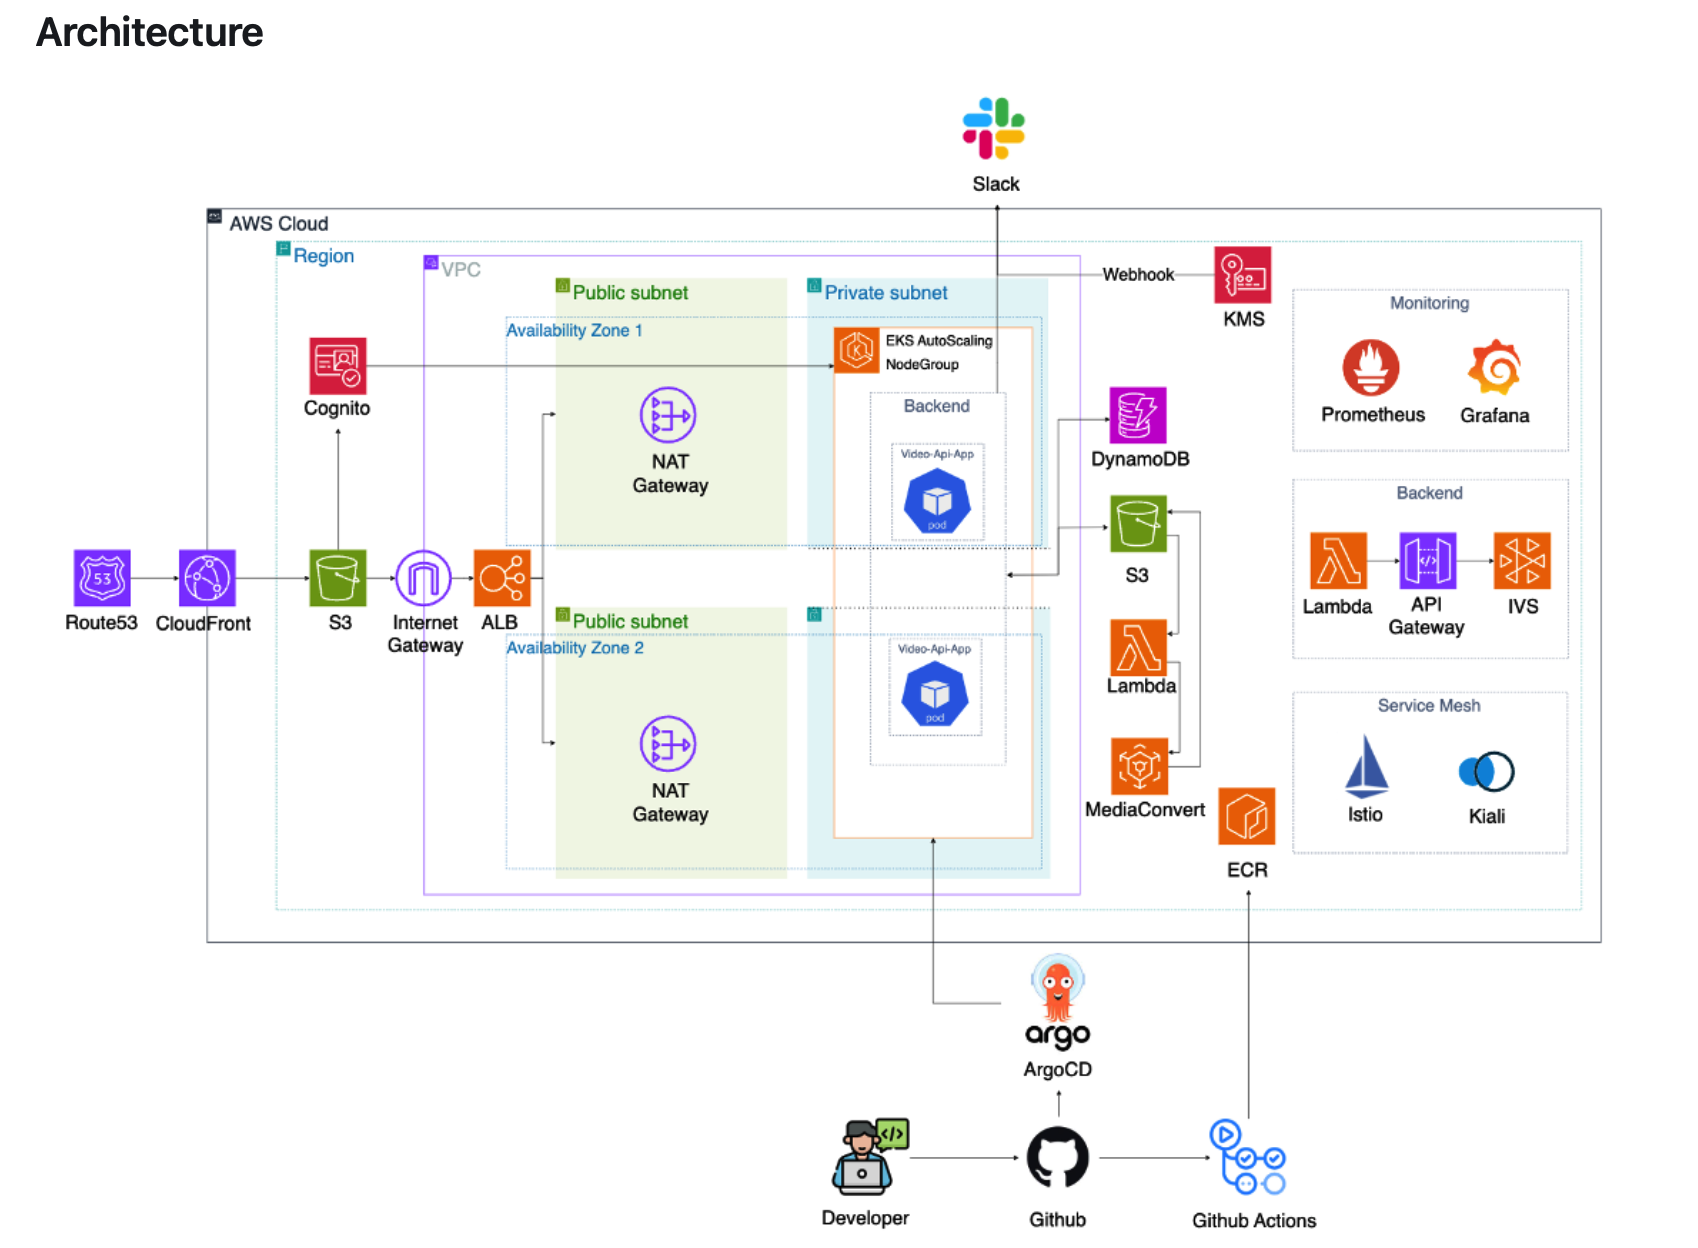 Architecture
Slack
AWS Cloud
Region
VPC
Public subnet
Private subnet
Webhook
KMS
Monitoring
Availability Zone 1
EKS AutoScaling
NodeGroup
Prometheus
Grafana
Cognito
Backend
NAT
Gateway
Video-Api-App
pod
DynamoDB
Backend
S3
Lambda
API
Gateway
IVS
53
Route53
CloudFront
S3
Internet
Gateway
ALB
Public subnet
Availability Zone 2
Video-Api-App
pod
Lambda
Service Mesh
NAT
Gateway
MediaConvert
Istio
Kiali
ECR
argo
ArgoCD
Developer
Github
Github Actions